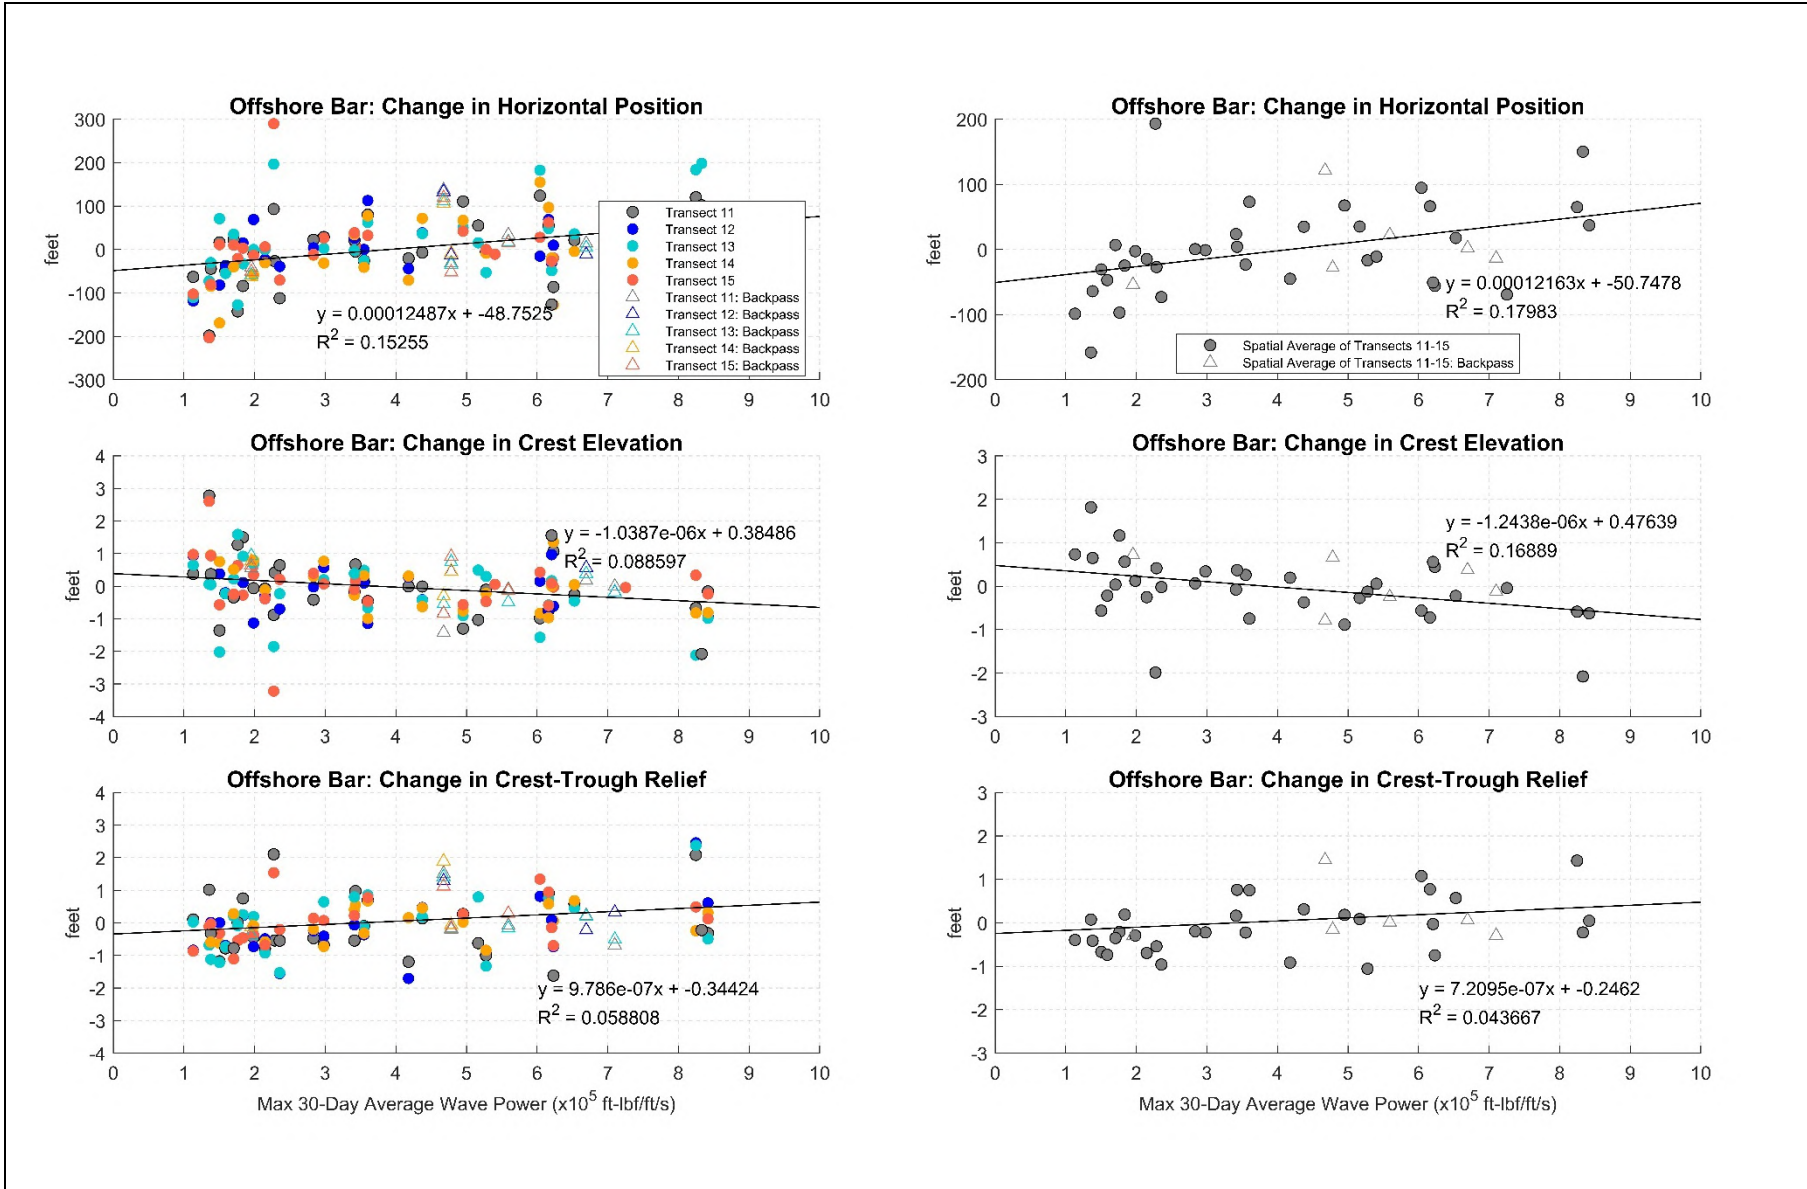 Offshore Bar: Change in Horizontal Position
300
200
100
0
-100
-200
-300
feet
y = 0.00012487x + -48.7525
R² = 0.15255
Transect 11
Transect 12
Transect 13
Transect 14
Transect 15
Transect 11: Backpass
Transect 12: Backpass
Transect 13: Backpass
Transect 14: Backpass
Transect 15: Backpass
0 1 2 3 4 5 6 7 8 9 10
Offshore Bar: Change in Horizontal Position
200
100
0
-100
-200
feet
y = 0.00012163x + -50.7478
R² = 0.17983
Spatial Average of Transects 11-15
Spatial Average of Transects 11-15: Backpass
0 1 2 3 4 5 6 7 8 9 10
Offshore Bar: Change in Crest Elevation
4
3
2
1
0
-1
-2
-3
-4
feet
y = -1.0387e-06x + 0.38486
R² = 0.088597
0 1 2 3 4 5 6 7 8 9 10
Offshore Bar: Change in Crest Elevation
3
2
1
0
-1
-2
-3
feet
y = -1.2438e-06x + 0.47639
R² = 0.16889
0 1 2 3 4 5 6 7 8 9 10
Offshore Bar: Change in Crest-Trough Relief
4
3
2
1
0
-1
-2
-3
-4
feet
y = 9.786e-07x + -0.34424
R² = 0.058808
0 1 2 3 4 5 6 7 8 9 10
Max 30-Day Average Wave Power (x10⁵ ft-lbf/ft/s)
Offshore Bar: Change in Crest-Trough Relief
3
2
1
0
-1
-2
-3
feet
y = 7.2095e-07x + -0.2462
R² = 0.043667
0 1 2 3 4 5 6 7 8 9 10
Max 30-Day Average Wave Power (x10⁵ ft-lbf/ft/s)